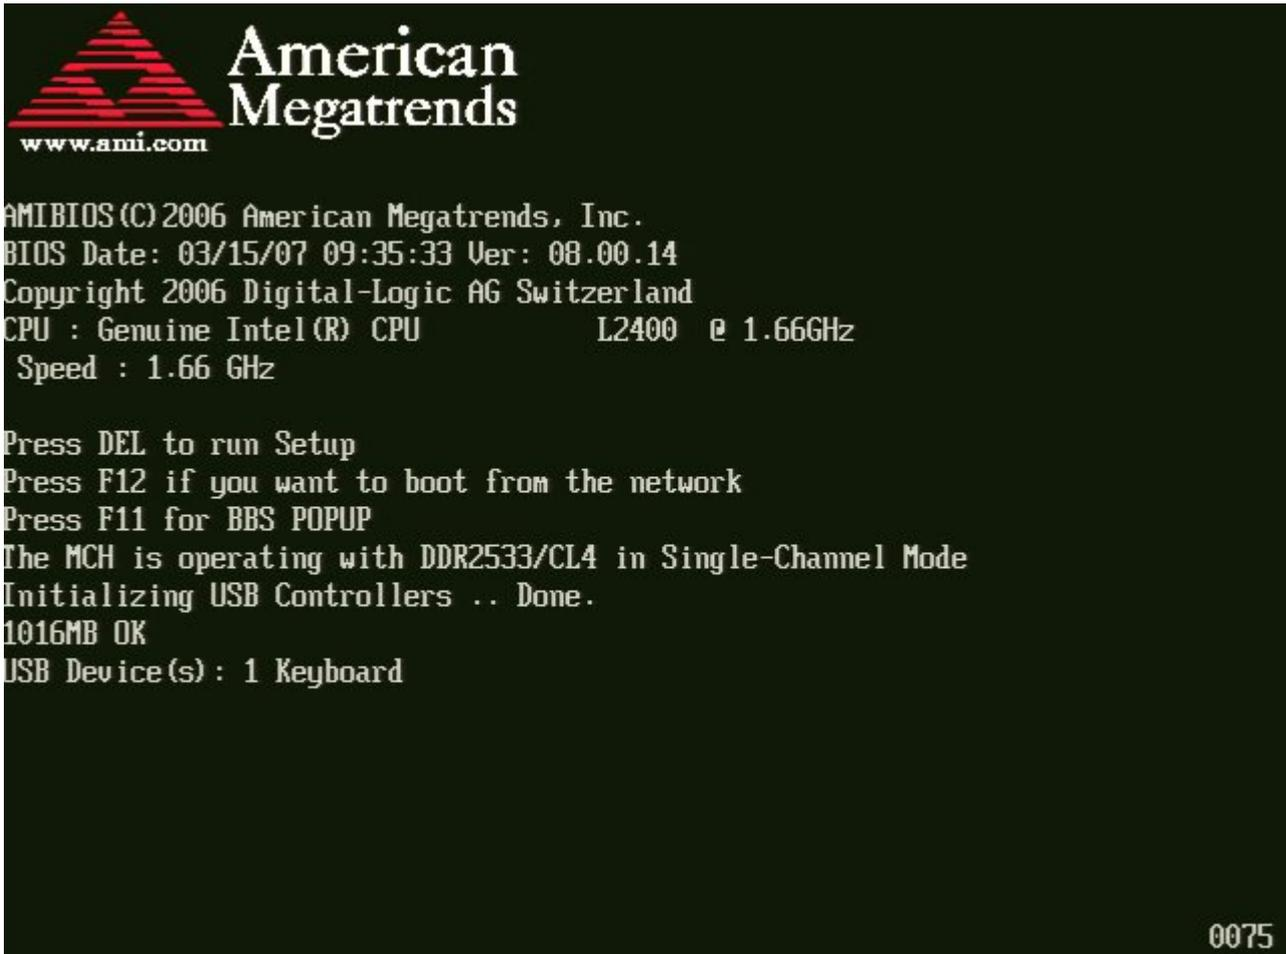 American
Megatrends
www.ami.com
AMIBIOS(C)2006 American Megatrends, Inc.
BIOS Date: 03/15/07 09:35:33 Ver: 08.00.14
Copyright 2006 Digital-Logic AG Switzerland
CPU : Genuine Intel(R) CPU           L2400  @ 1.66GHz
 Speed : 1.66 GHz
Press DEL to run Setup
Press F12 if you want to boot from the network
Press F11 for BBS POPUP
The MCH is operating with DDR2533/CL4 in Single-Channel Mode
Initializing USB Controllers .. Done.
1016MB OK
USB Device(s): 1 Keyboard
0075